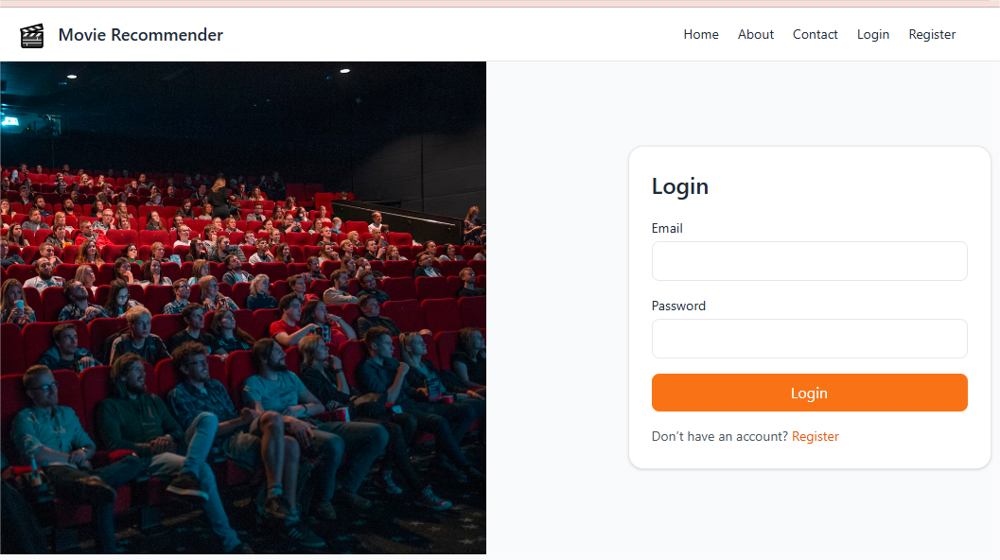 Movie Recommender
Home About Contact Login Register
Login
Email
Password
Login
Don't have an account? Register